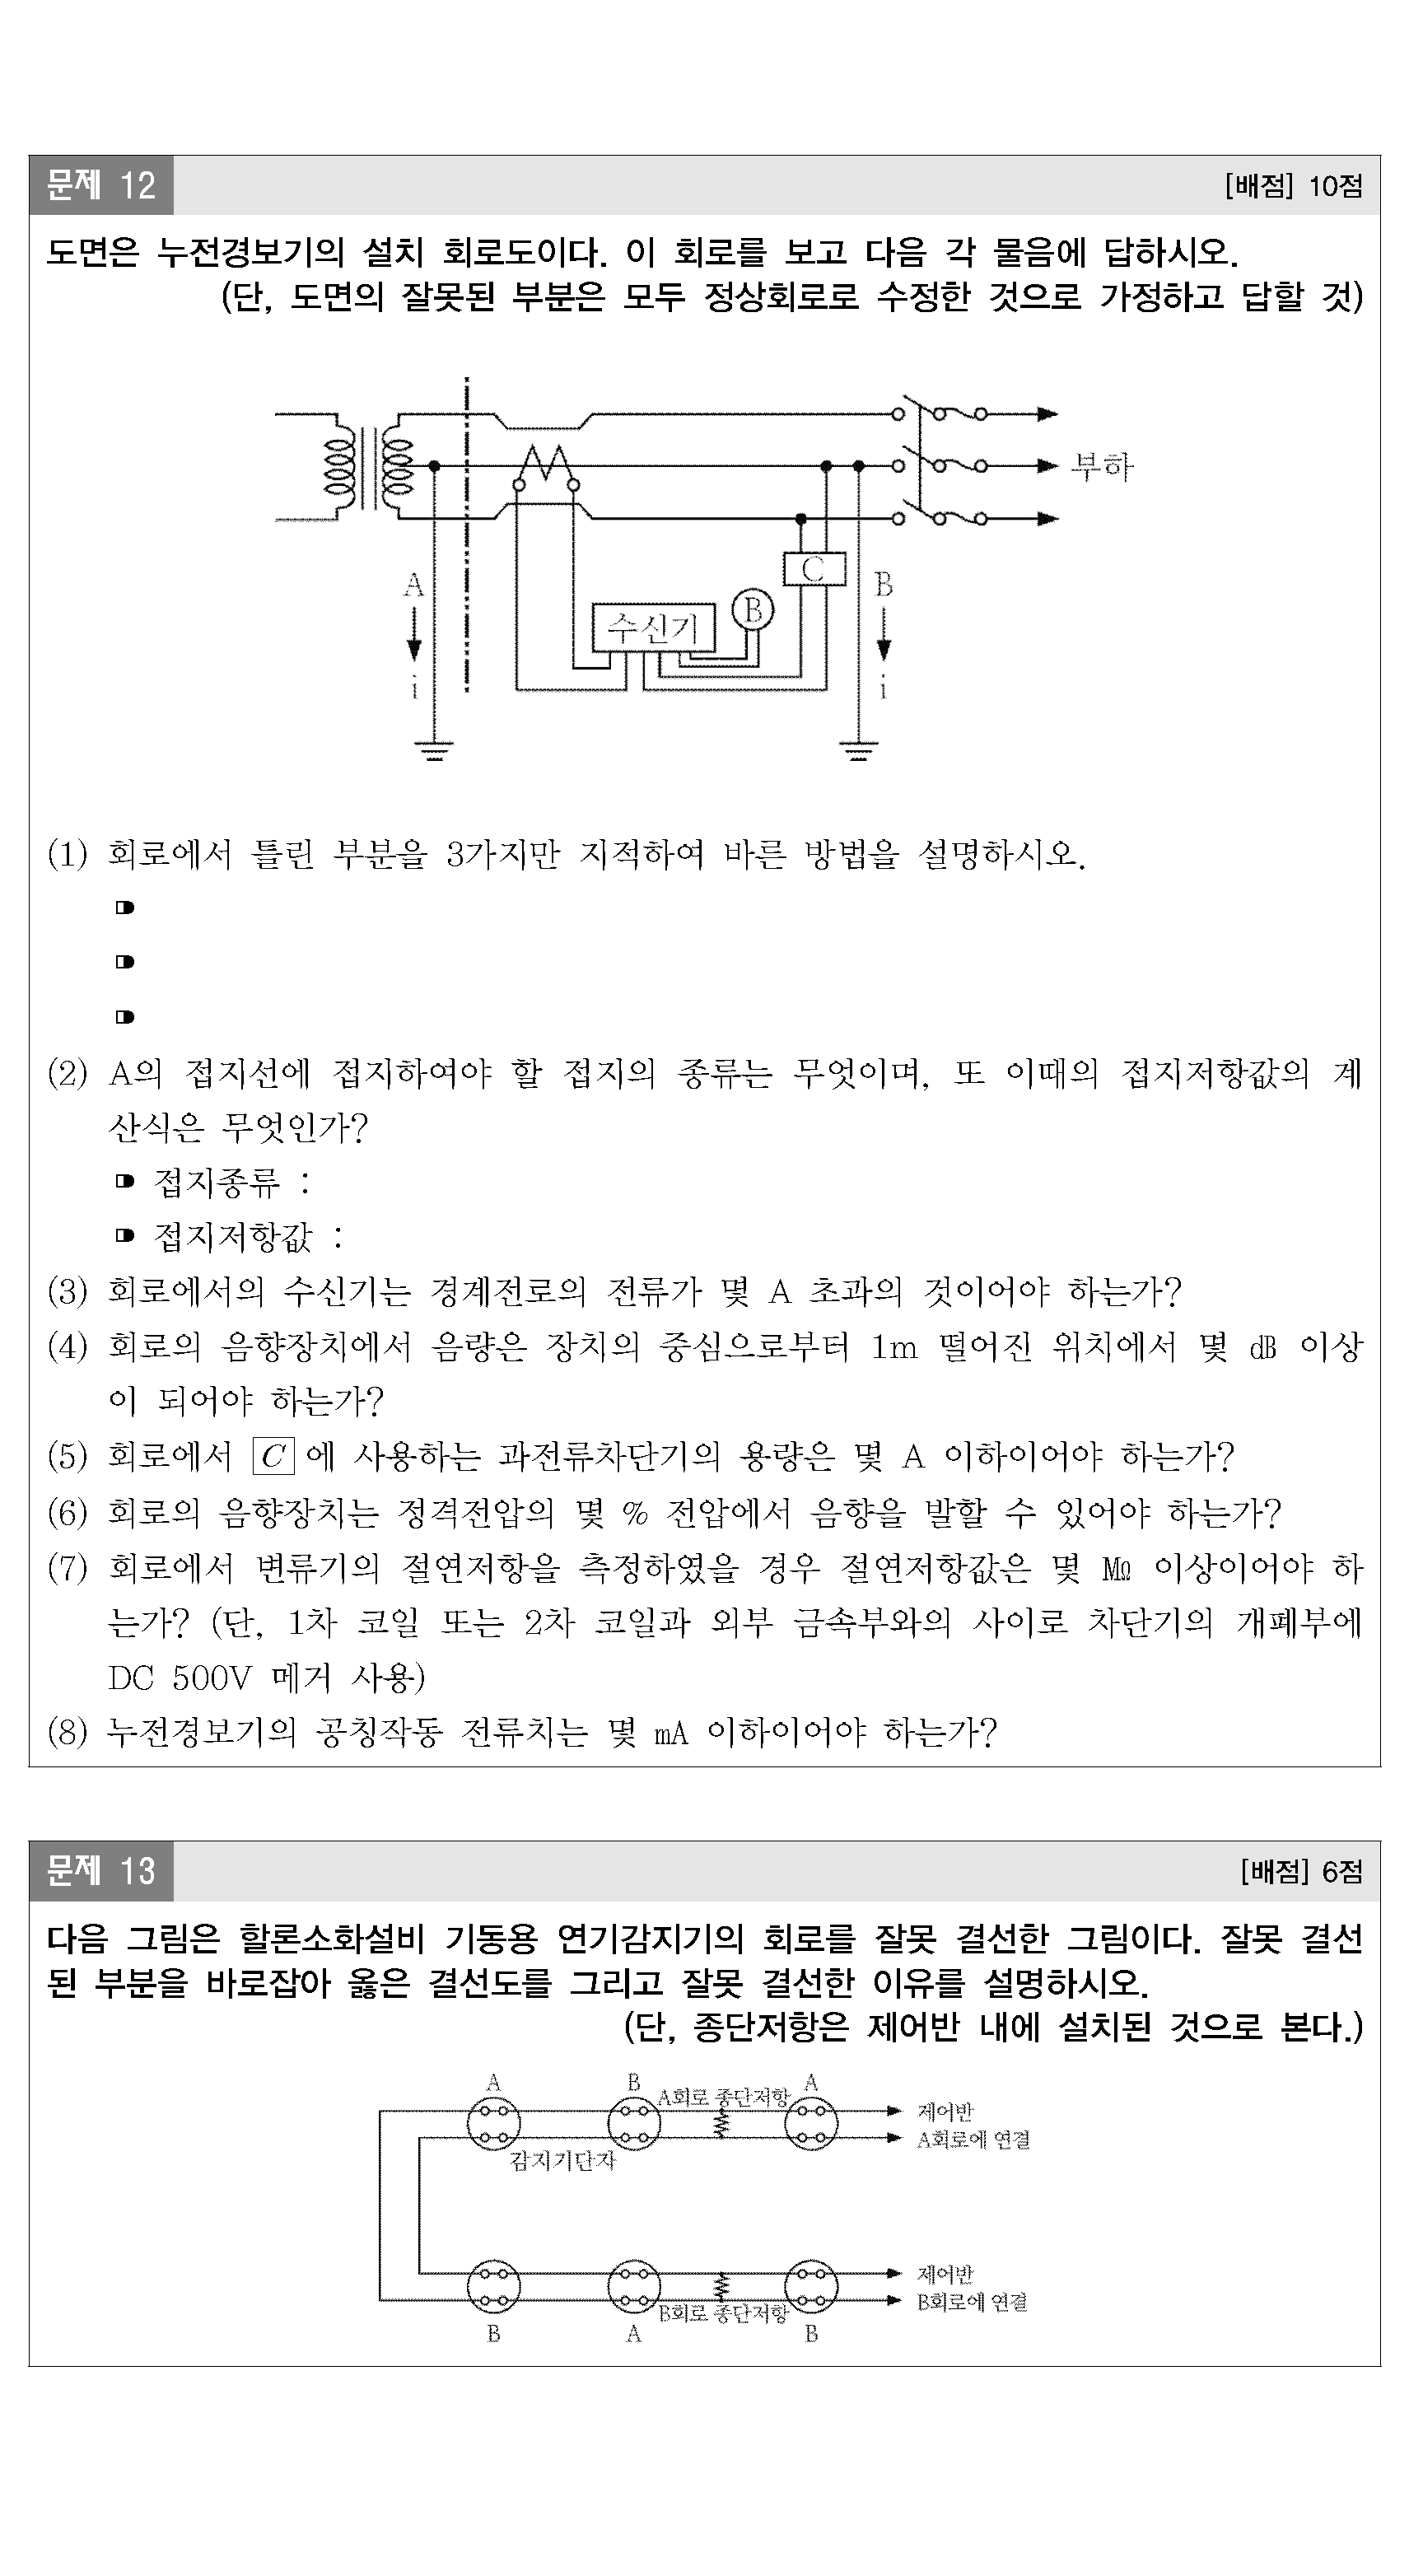 문제 12
[배점] 10점
도면은 누전경보기의 설치 회로도이다. 이 회로를 보고 다음 각 물음에 답하시오.
(단, 도면의 잘못된 부분은 모두 정상회로로 수정한 것으로 가정하고 답할 것)
부하
A
C
B
B
수신기
i
i
(1) 회로에서 틀린 부분을 3가지만 지적하여 바른 방법을 설명하시오.
(2) A의 접지선에 접지하여야 할 접지의 종류는 무엇이며, 또 이때의 접지저항값의 계
산식은 무엇인가?
접지종류 :
접지저항값 :
(3) 회로에서의 수신기는 경계전로의 전류가 몇 A 초과의 것이어야 하는가?
(4) 회로의 음향장치에서 음량은 장치의 중심으로부터 1m 떨어진 위치에서 몇 dB 이상
이 되어야 하는가?
(5) 회로에서 C 에 사용하는 과전류차단기의 용량은 몇 A 이하이어야 하는가?
(6) 회로의 음향장치는 정격전압의 몇 % 전압에서 음향을 발할 수 있어야 하는가?
(7) 회로에서 변류기의 절연저항을 측정하였을 경우 절연저항값은 몇 MΩ 이상이어야 하
는가? (단, 1차 코일 또는 2차 코일과 외부 금속부와의 사이로 차단기의 개폐부에
DC 500V 메거 사용)
(8) 누전경보기의 공칭작동 전류치는 몇 mA 이하이어야 하는가?
문제 13
[배점] 6점
다음 그림은 할론소화설비 기동용 연기감지기의 회로를 잘못 결선한 그림이다. 잘못 결선
된 부분을 바로잡아 옳은 결선도를 그리고 잘못 결선한 이유를 설명하시오.
(단, 종단저항은 제어반 내에 설치된 것으로 본다.)
A
B
A
A회로 종단저항
제어반
A회로에 연결
감지기단자
제어반
B회로에 연결
B회로 종단저항
B
A
B